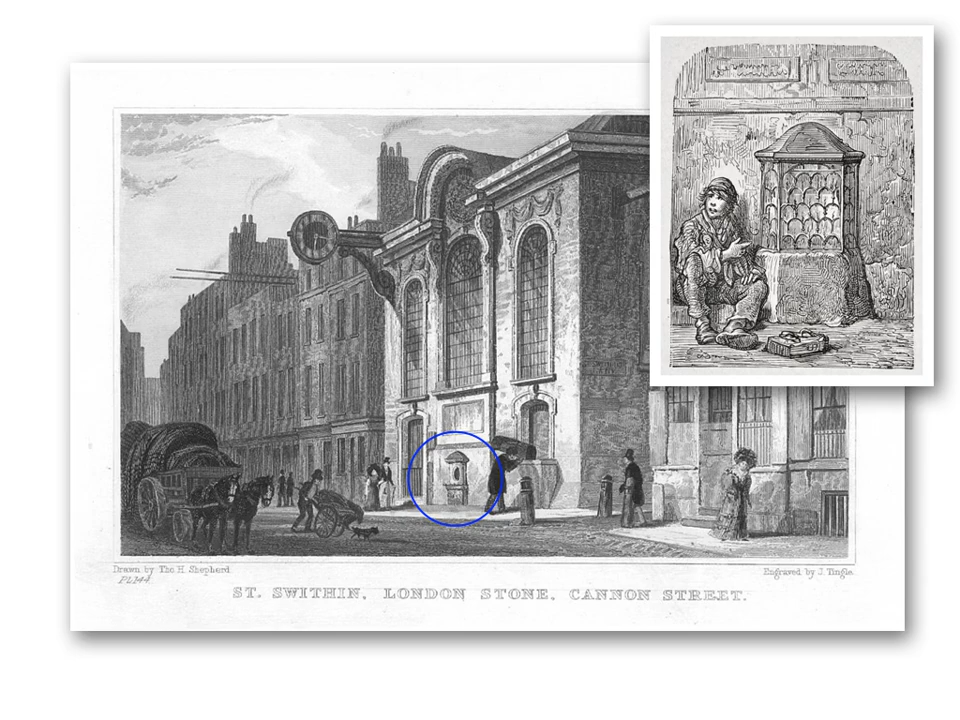 Drawn by Tho. H. Shepherd.
Pl.144
Engraved by J. Tingle.
ST. SWITHIN, LONDON STONE, CANNON STREET.